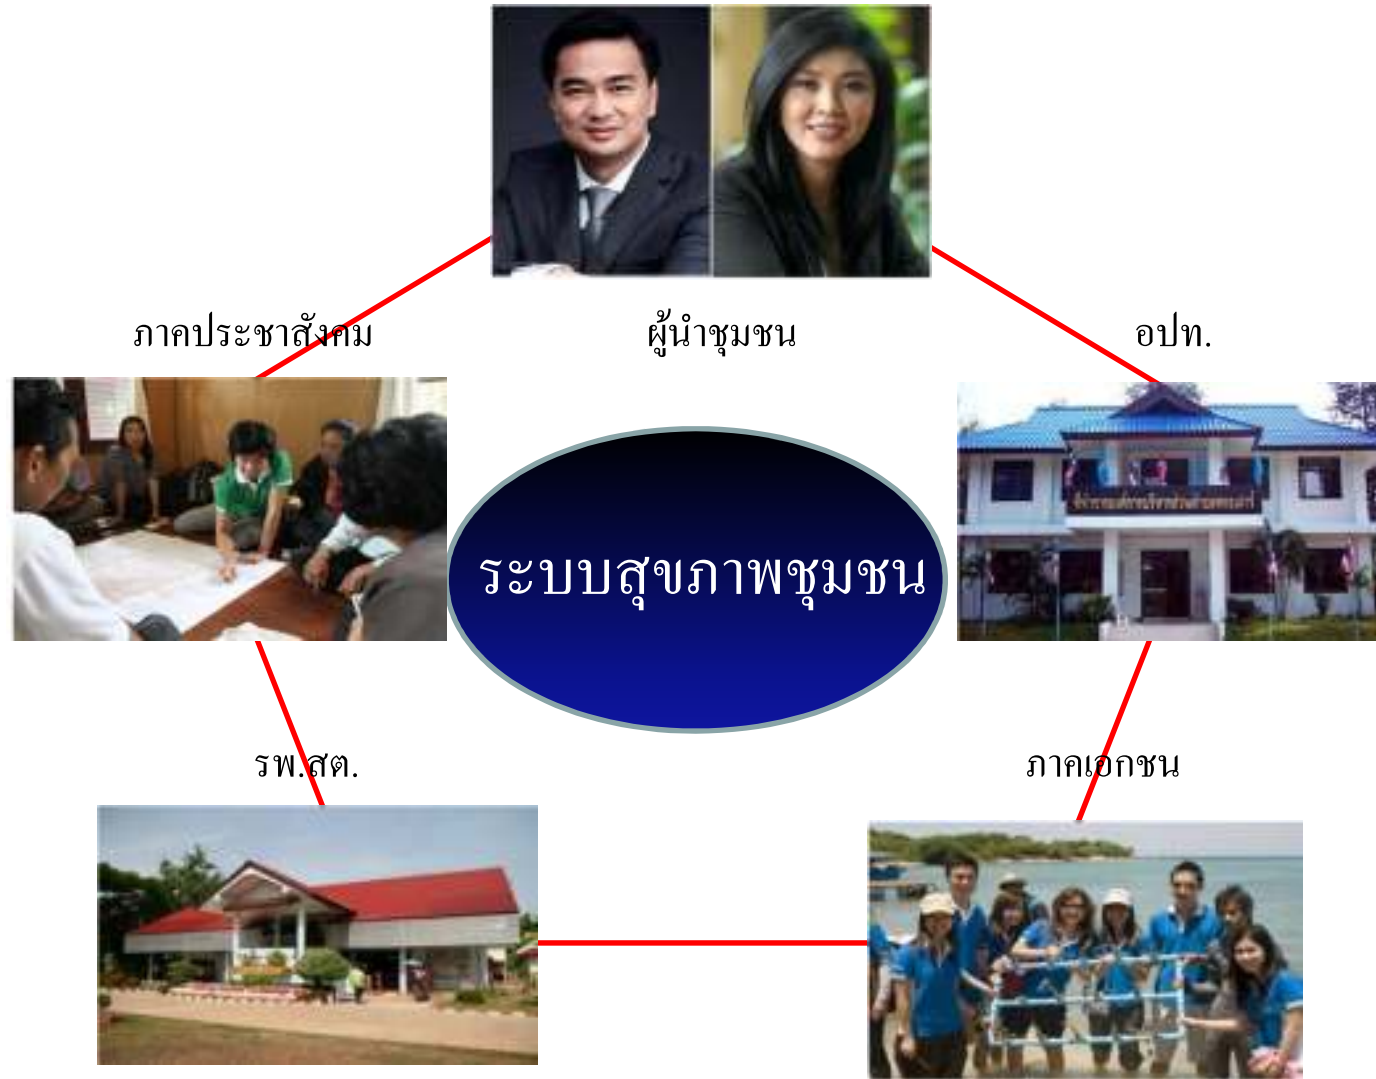 ภาคประชาสังคม
ผู้นำชุมชน
อปท.
ระบบสุขภาพชุมชน
รพ.สต.
ภาคเอกชน